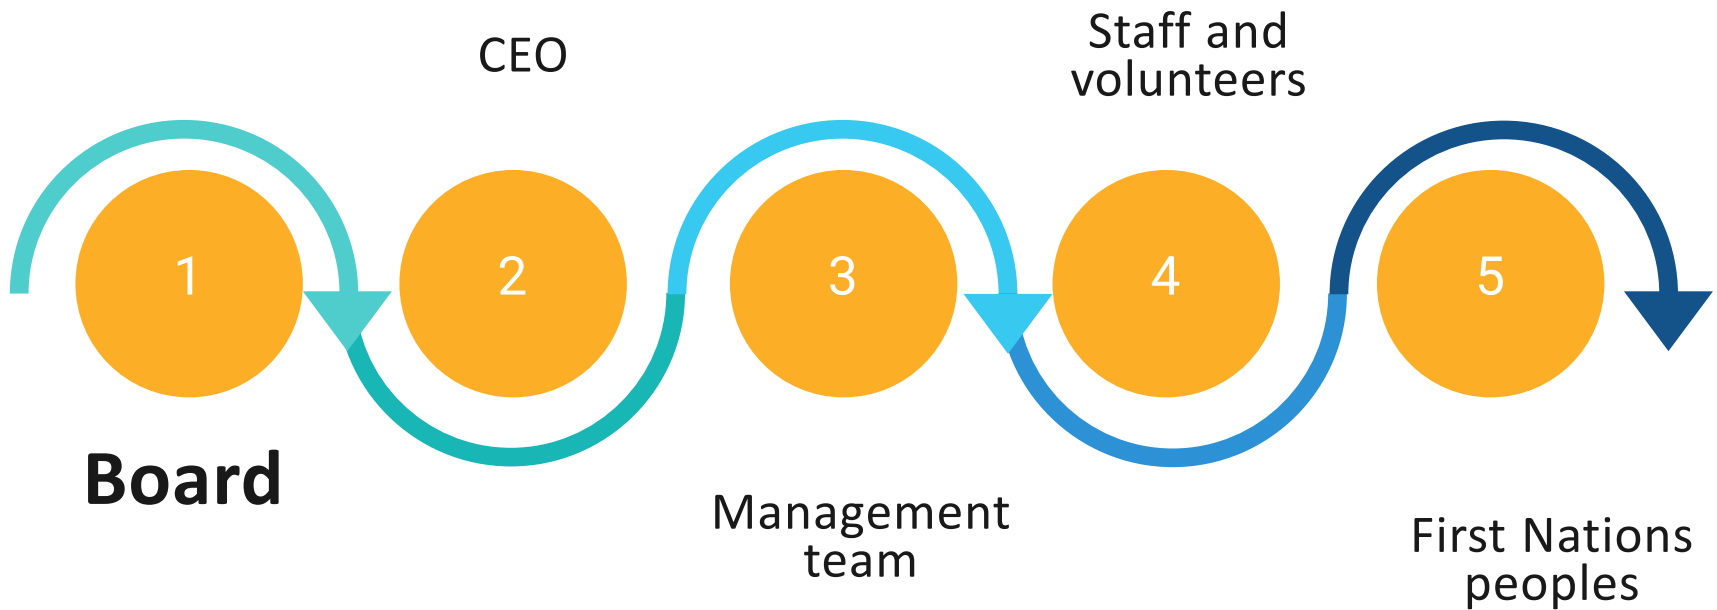 CEO
Staff and
volunteers
1
2
3
4
5
Board
Management
team
First Nations
peoples